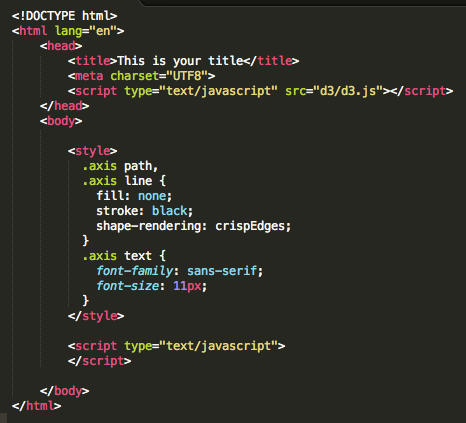 <!DOCTYPE html>
<html lang="en">
    <head>
        <title>This is your title</title>
        <meta charset="UTF8">
        <script type="text/javascript" src="d3/d3.js"></script>
    </head>
    <body>

        <style>
          .axis path,
          .axis line {
            fill: none;
            stroke: black;
            shape-rendering: crispEdges;
          }
          .axis text {
            font-family: sans-serif;
            font-size: 11px;
          }
        </style>

        <script type="text/javascript">
        </script>

    </body>
</html>